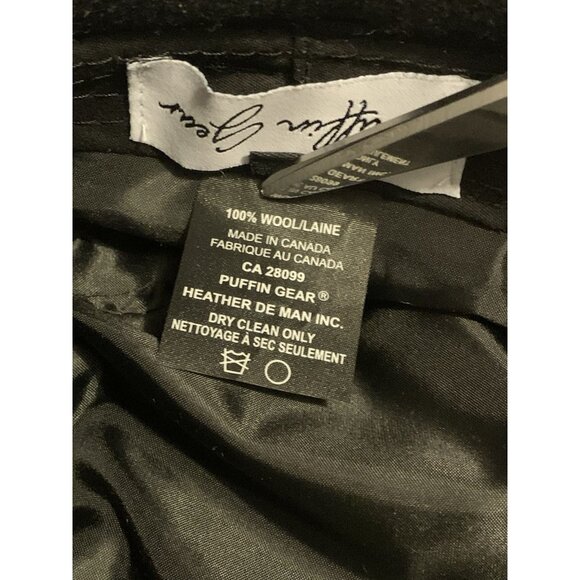 Gear
100% WOOL/LAINE
MADE IN CANADA
FABRIQUE AU CANADA
CA 28099
PUFFIN GEAR®
HEATHER DE MAN INC.
DRY CLEAN ONLY
NETTOYAGE À SEC SEULEMENT